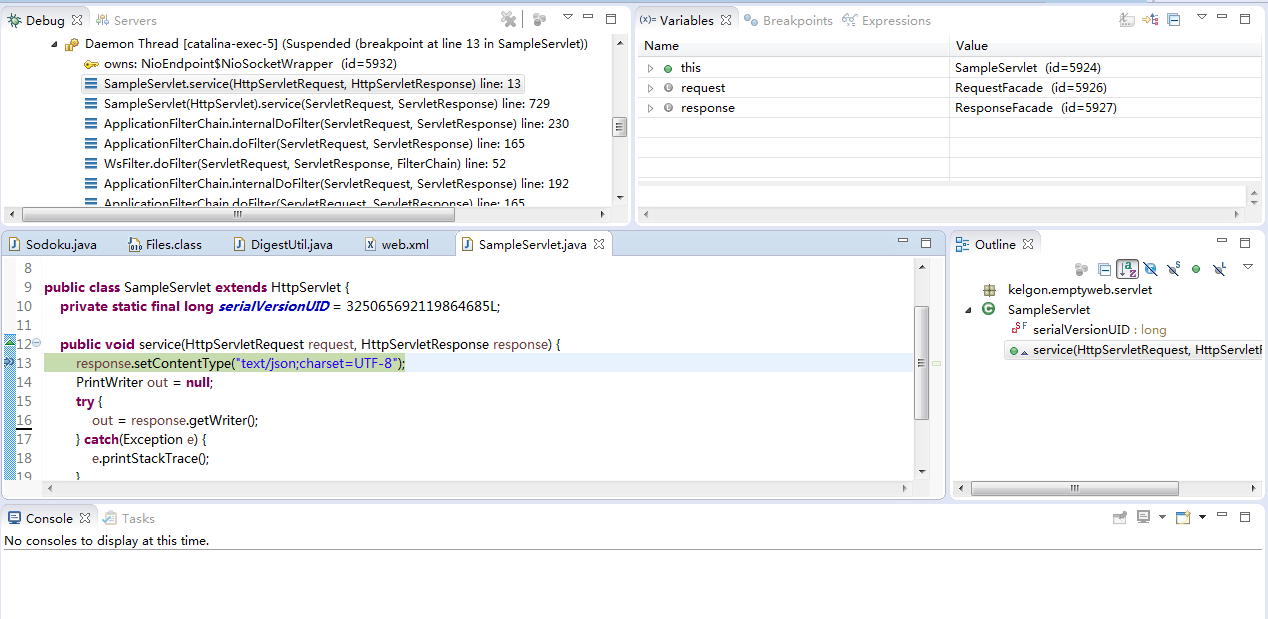 Debug Servers
Daemon Thread [catalina-exec-5] (Suspended (breakpoint at line 13 in SampleServlet))
owns: NioEndpoint$NioSocketWrapper (id=5932)
SampleServlet.service(HttpServletRequest, HttpServletResponse) line: 13
SampleServlet(HttpServlet).service(ServletRequest, ServletResponse) line: 729
ApplicationFilterChain.internalDoFilter(ServletRequest, ServletResponse) line: 230
ApplicationFilterChain.doFilter(ServletRequest, ServletResponse) line: 165
WsFilter.doFilter(ServletRequest, ServletResponse, FilterChain) line: 52
ApplicationFilterChain.internalDoFilter(ServletRequest, ServletResponse) line: 192
ApplicationFilterChain.doFilter(ServletRequest, ServletResponse) line: 165
(x)= Variables Breakpoints Expressions
Name Value
this SampleServlet (id=5924)
request RequestFacade (id=5926)
response ResponseFacade (id=5927)
Sodoku.java Files.class DigestUtil.java web.xml SampleServlet.java
8
9 public class SampleServlet extends HttpServlet {
10 private static final long serialVersionUID = 325065692119864685L;
11
12 public void service(HttpServletRequest request, HttpServletResponse response) {
13 response.setContentType("text/json;charset=UTF-8");
14 PrintWriter out = null;
15 try {
16 out = response.getWriter();
17 } catch(Exception e) {
18 e.printStackTrace();
19 }
Outline
kelgon.emptyweb.servlet
SampleServlet
serialVersionUID : long
service(HttpServletRequest, HttpServletR
Console Tasks
No consoles to display at this time.